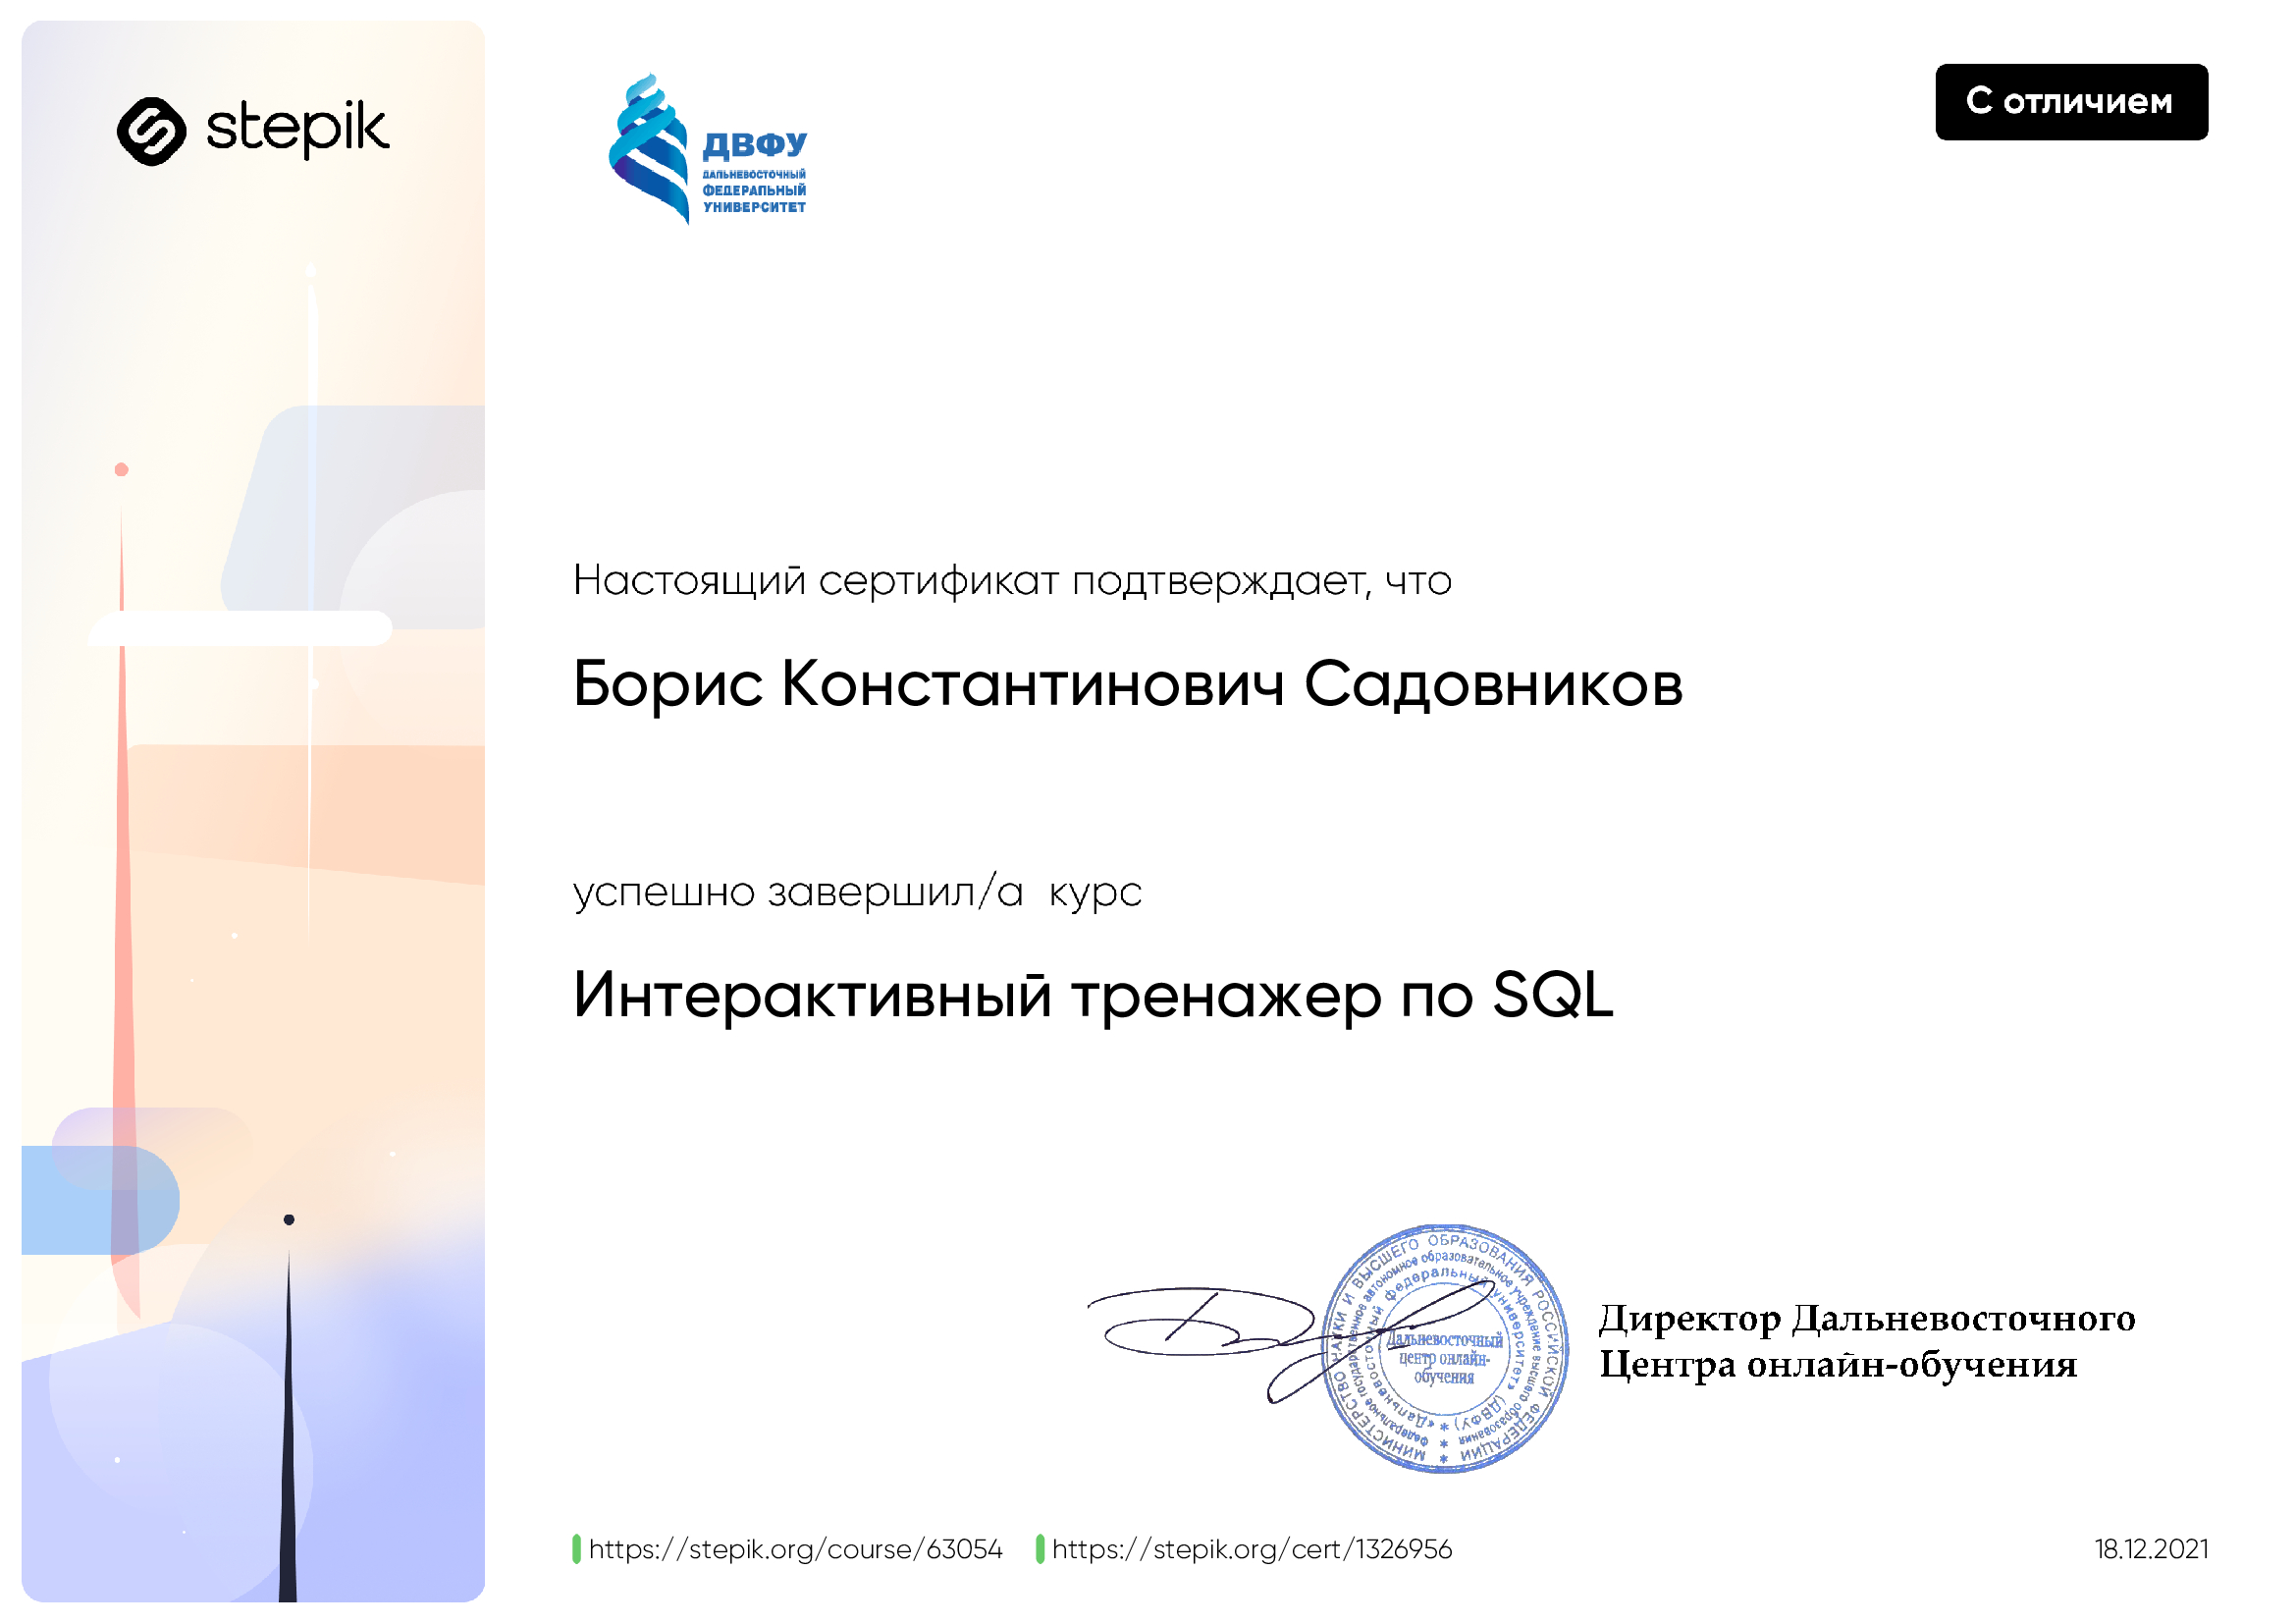 stepik
ДВФУ
ДАЛЬНЕВОСТОЧНЫЙ
ФЕДЕРАЛЬНЫЙ
УНИВЕРСИТЕТ
С отличием
Настоящий сертификат подтверждает, что
Борис Константинович Садовников
успешно завершил/а курс
Интерактивный тренажер по SQL
МИНИСТЕРСТВО НАУКИ И ВЫСШЕГО ОБРАЗОВАНИЯ РОССИЙСКОЙ ФЕДЕРАЦИИ
Федеральное государственное автономное образовательное учреждение высшего образования
«Дальневосточный федеральный университет» (ДВФУ)
Дальневосточный
центр онлайн-
обучения
Директор Дальневосточного
Центра онлайн-обучения
https://stepik.org/course/63054
https://stepik.org/cert/1326956
18.12.2021